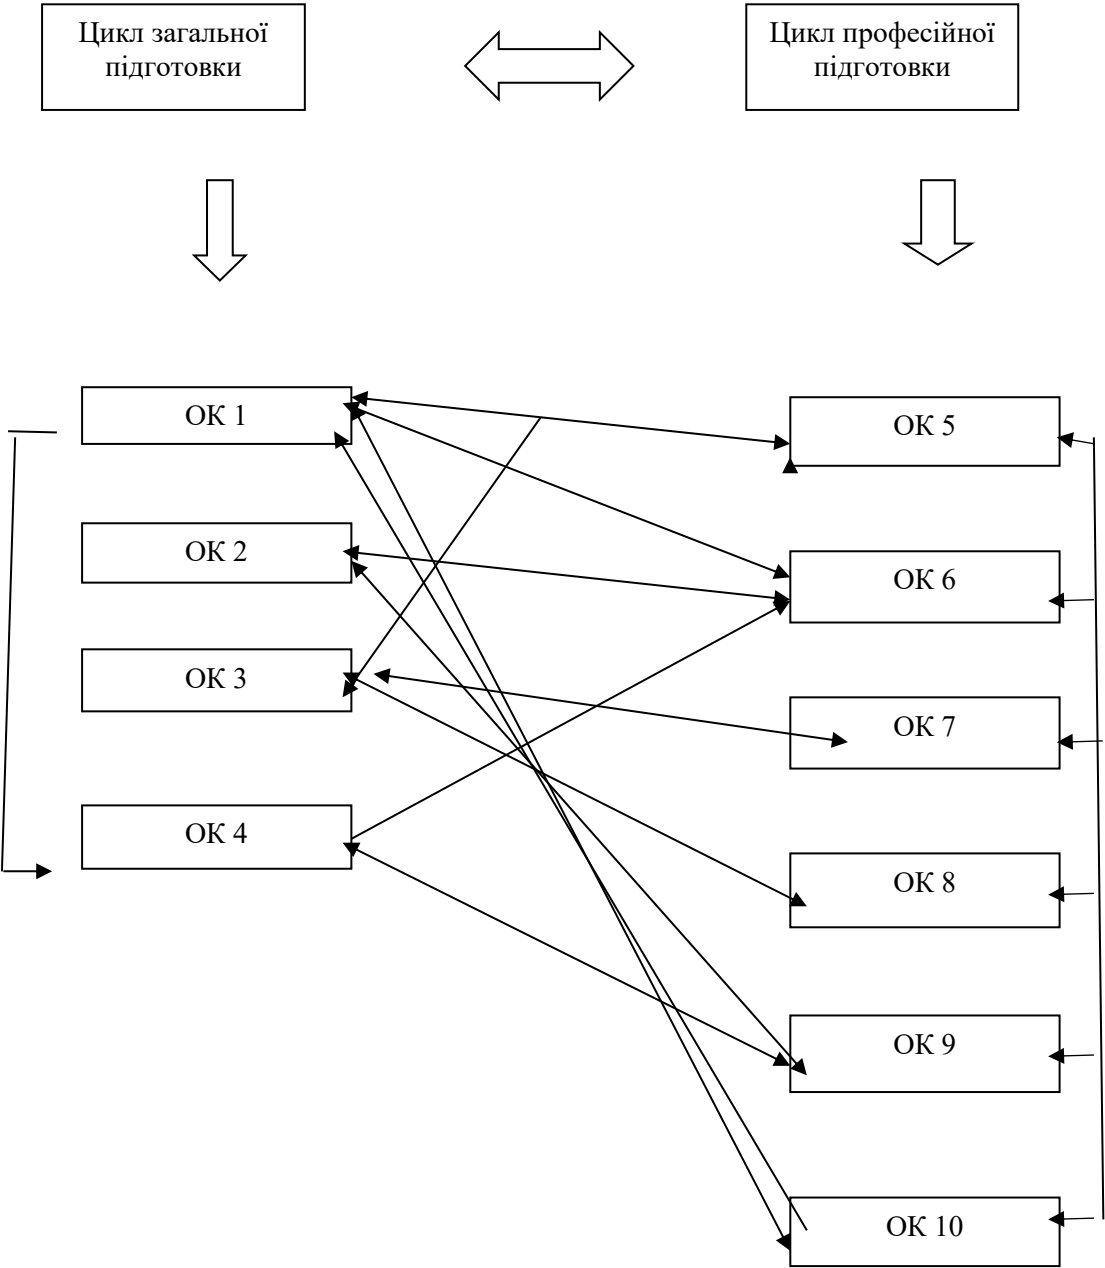 Цикл загальної
підготовки
Цикл професійної
підготовки
ОК 1
ОК 2
ОК 3
ОК 4
ОК 5
ОК 6
ОК 7
ОК 8
ОК 9
ОК 10